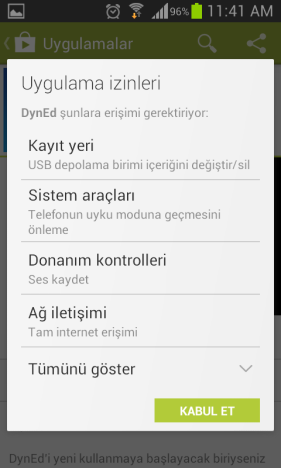 96% 11:41 AM
Uygulamalar
Uygulama izinleri
DynEd şunlara erişimi gerektiriyor:
Kayıt yeri
USB depolama birimi içeriğini değiştir/sil
Sistem araçları
Telefonun uyku moduna geçmesini
önleme
Donanım kontrolleri
Ses kaydet
Ağ iletişimi
Tam internet erişimi
Tümünü göster
KABUL ET
DynEd'i yeni kullanmaya başlayacak biriyseniz